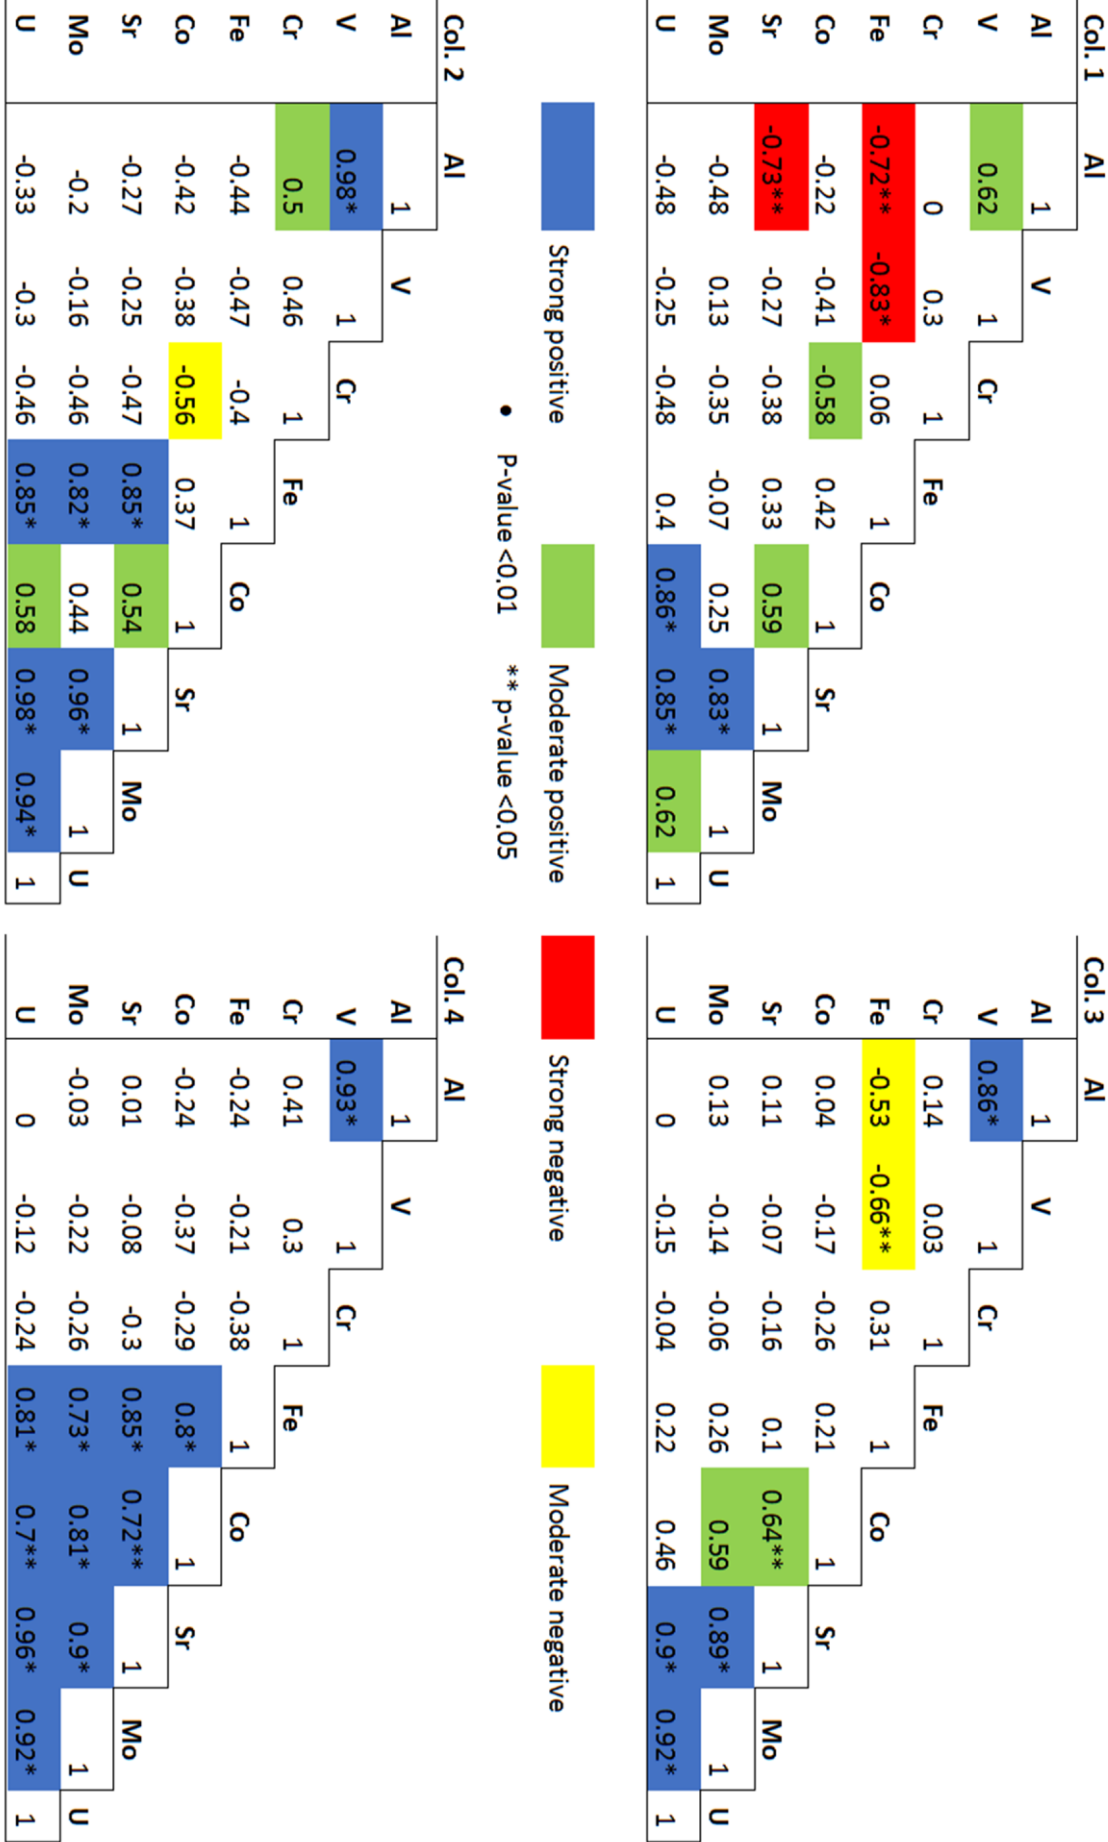 Col. 1 Al V Cr Fe Co Sr Mo U
Al 1
V 0.62 1
Cr 0 0.3 1
Fe -0.72** -0.83* 0.06 1
Co -0.22 -0.41 -0.58 0.42 1
Sr -0.73** -0.27 -0.38 0.33 0.59 1
Mo -0.48 0.13 -0.35 -0.07 0.25 0.83* 1
U -0.48 -0.25 -0.48 0.4 0.86* 0.85* 0.62 1
Col. 3 Al V Cr Fe Co Sr Mo U
Al 1
V 0.86* 1
Cr 0.14 0.03 1
Fe -0.53 -0.66** 0.31 1
Co 0.04 -0.17 -0.26 0.21 1
Sr 0.11 -0.07 -0.16 0.1 0.64** 1
Mo 0.13 -0.14 -0.06 0.26 0.59 0.89* 1
U 0 -0.15 -0.04 0.22 0.46 0.9* 0.92* 1
Strong positive Moderate positive Strong negative Moderate negative
• P-value <0.01 ** p-value <0.05
Col. 2 Al V Cr Fe Co Sr Mo U
Al 1
V 0.98* 1
Cr 0.5 0.46 1
Fe -0.44 -0.47 -0.4 1
Co -0.42 -0.38 -0.56 0.37 1
Sr -0.27 -0.25 -0.47 0.85* 0.54 1
Mo -0.2 -0.16 -0.46 0.82* 0.44 0.96* 1
U -0.33 -0.3 -0.46 0.85* 0.58 0.98* 0.94* 1
Col. 4 Al V Cr Fe Co Sr Mo U
Al 1
V 0.93* 1
Cr 0.41 0.3 1
Fe -0.24 -0.21 -0.38 1
Co -0.24 -0.37 -0.29 0.8* 1
Sr 0.01 -0.08 -0.3 0.85* 0.72** 1
Mo -0.03 -0.22 -0.26 0.73* 0.81* 0.9* 1
U 0 -0.12 -0.24 0.81* 0.7** 0.96* 0.92* 1